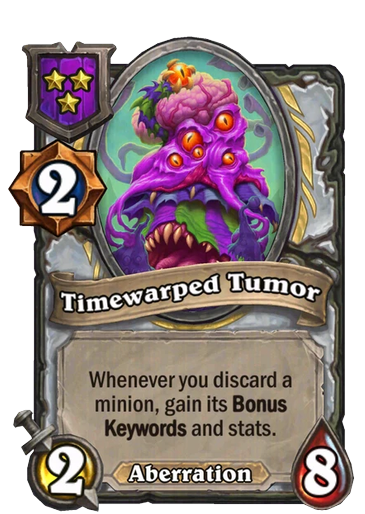 2
Timewarped Tumor
Whenever you discard a
minion, gain its Bonus
Keywords and stats.
2
Aberration
8